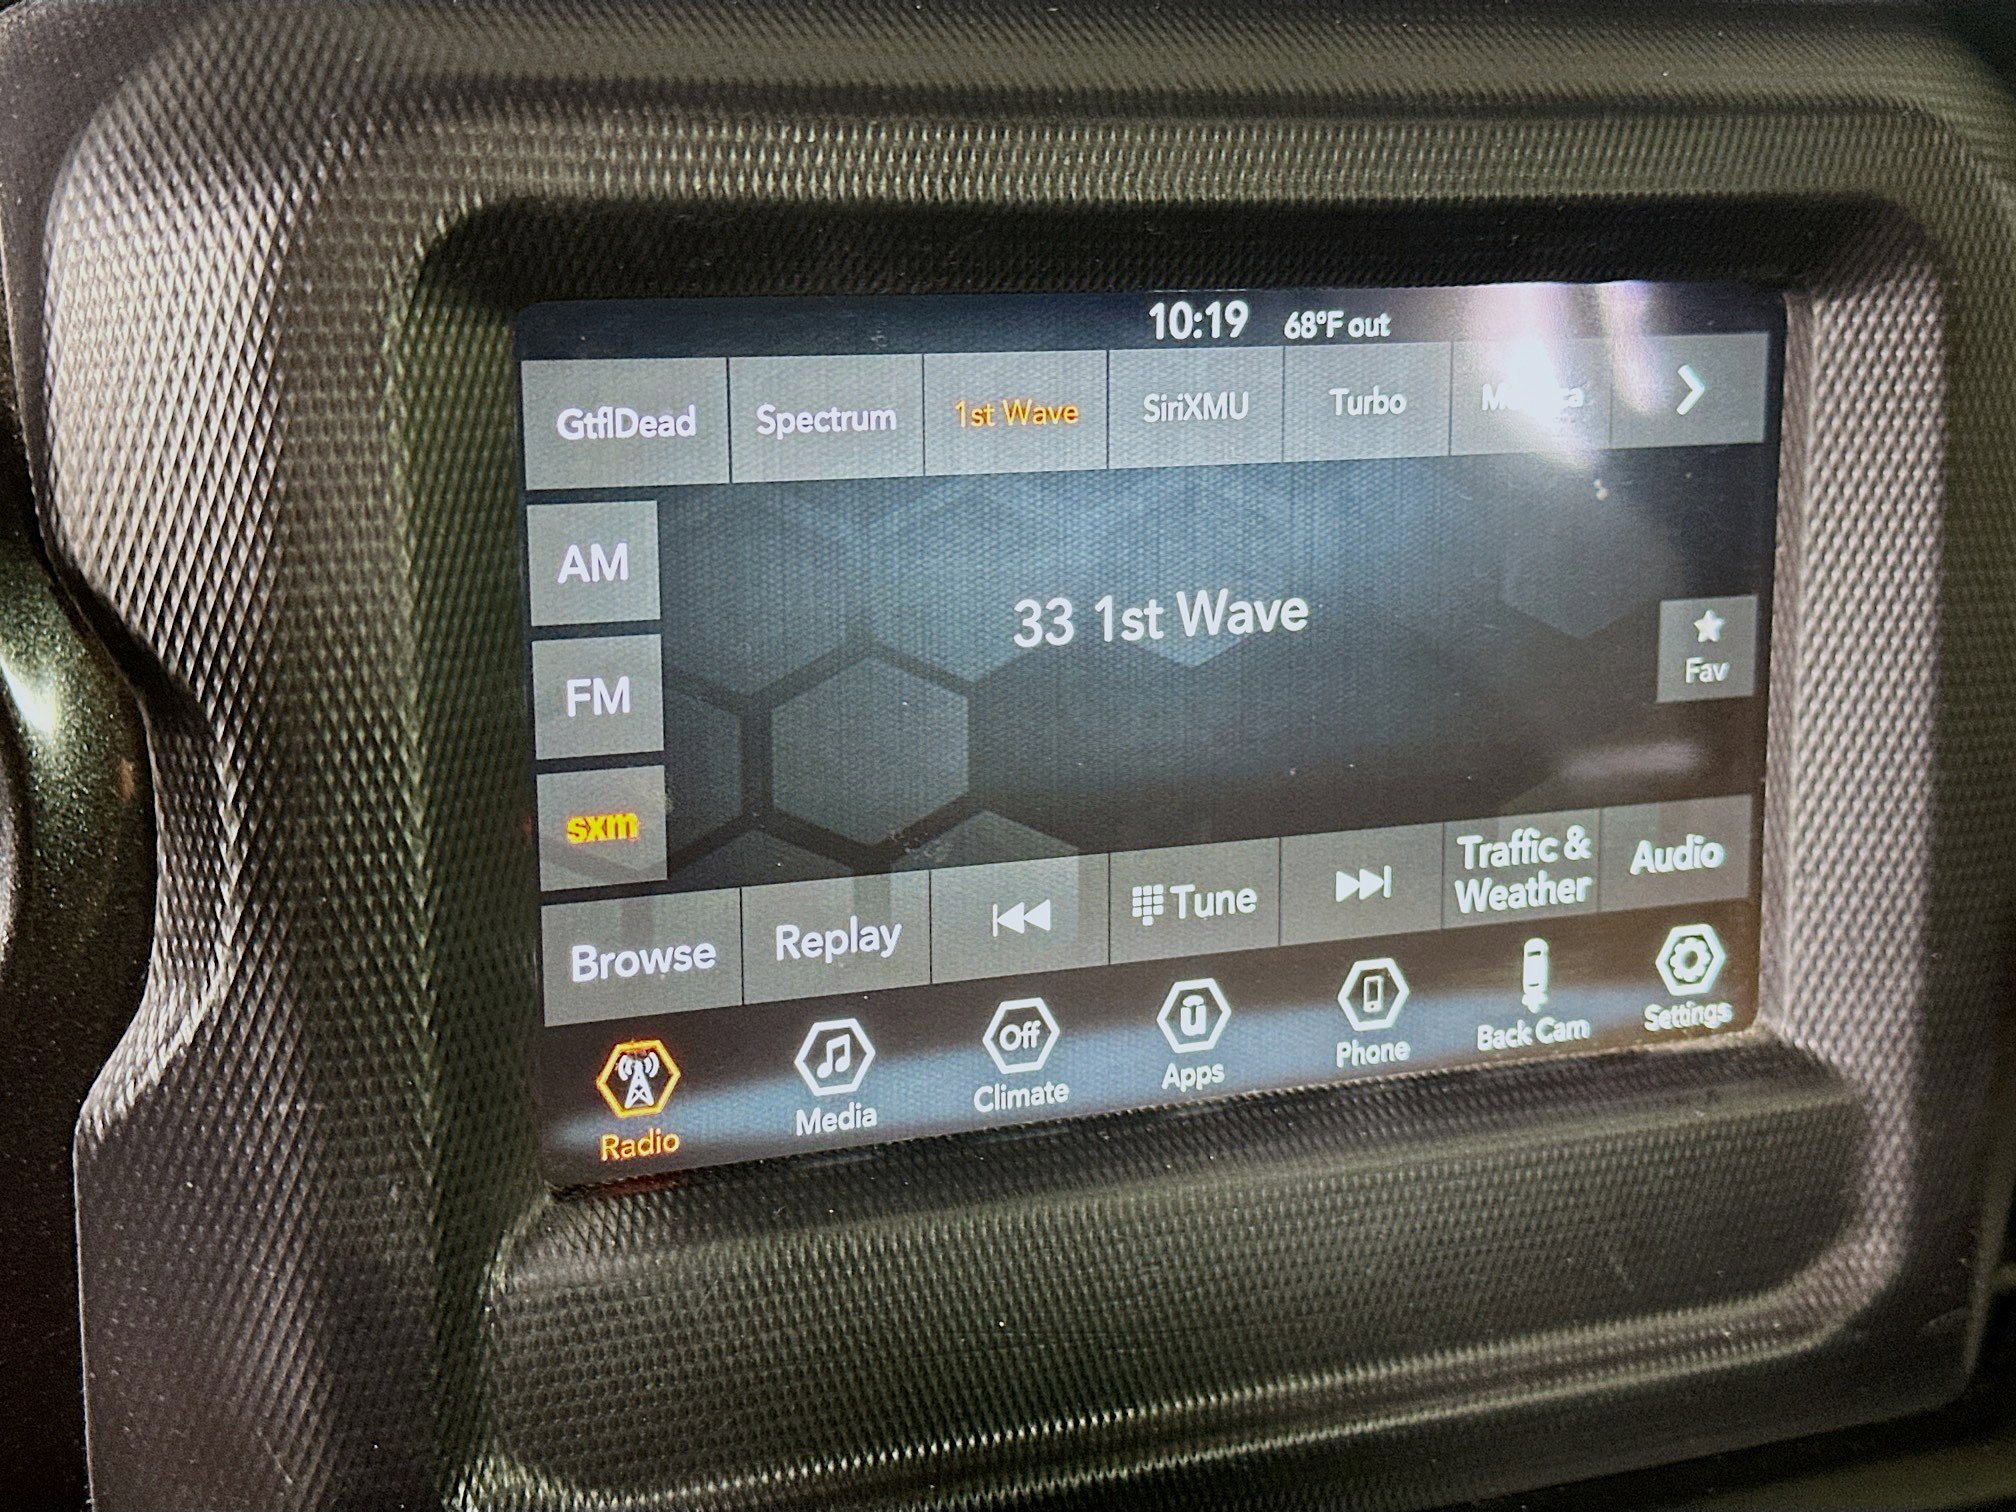 10:19 68°F out
GtflDead Spectrum 1st Wave SiriXMU Turbo
AM
33 1st Wave
FM
Fav
sxm
Browse Replay Tune Traffic & Weather Audio
Radio Media Off Climate Apps Phone Back Cam Settings